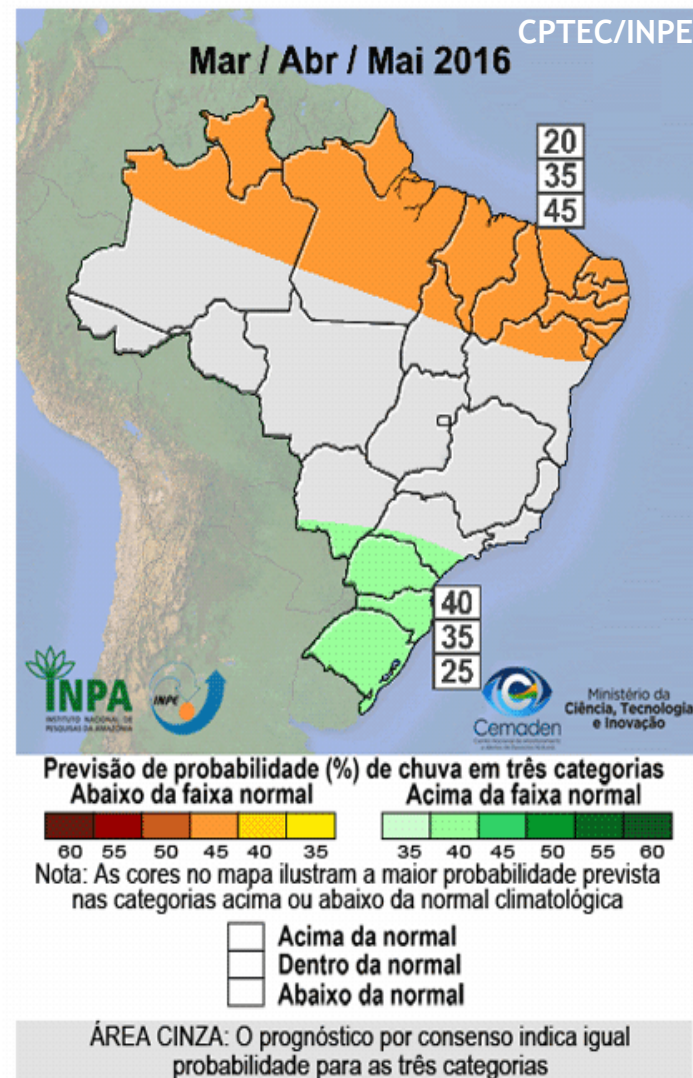 CPTEC/INPE
Mar / Abr / Mai 2016
20
35
45
40
35
25
INPA
INSTITUTO NACIONAL DE
PESQUISAS DA AMAZÔNIA
INPE
Cemaden
Ministério da
Ciência, Tecnologia
e Inovação
Previsão de probabilidade (%) de chuva em três categorias
Abaixo da faixa normal
Acima da faixa normal
60 55 50 45 40 35
35 40 45 50 55 60
Nota: As cores no mapa ilustram a maior probabilidade prevista
nas categorias acima ou abaixo da normal climatológica
Acima da normal
Dentro da normal
Abaixo da normal
ÁREA CINZA: O prognóstico por consenso indica igual
probabilidade para as três categorias